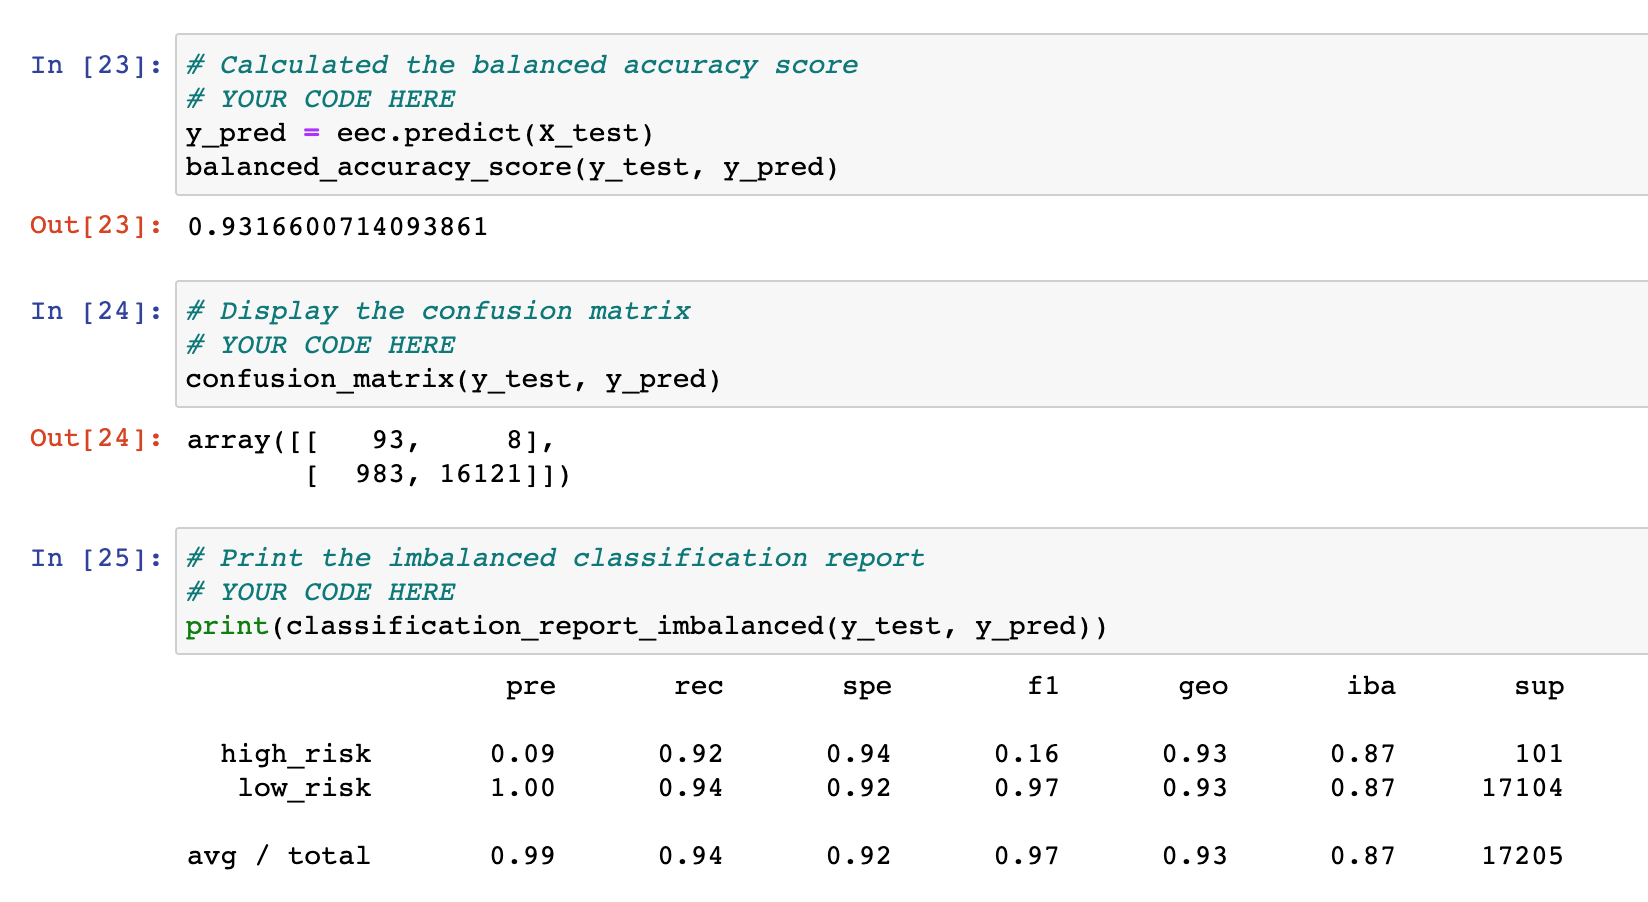 In [23]: # Calculated the balanced accuracy score
# YOUR CODE HERE
y_pred = eec.predict(X_test)
balanced_accuracy_score(y_test, y_pred)
Out[23]: 0.9316600714093861
In [24]: # Display the confusion matrix
# YOUR CODE HERE
confusion_matrix(y_test, y_pred)
Out[24]: array([[   93,     8],
       [  983, 16121]])
In [25]: # Print the imbalanced classification report
# YOUR CODE HERE
print(classification_report_imbalanced(y_test, y_pred))
pre rec spe f1 geo iba sup
high_risk 0.09 0.92 0.94 0.16 0.93 0.87 101
low_risk 1.00 0.94 0.92 0.97 0.93 0.87 17104
avg / total 0.99 0.94 0.92 0.97 0.93 0.87 17205